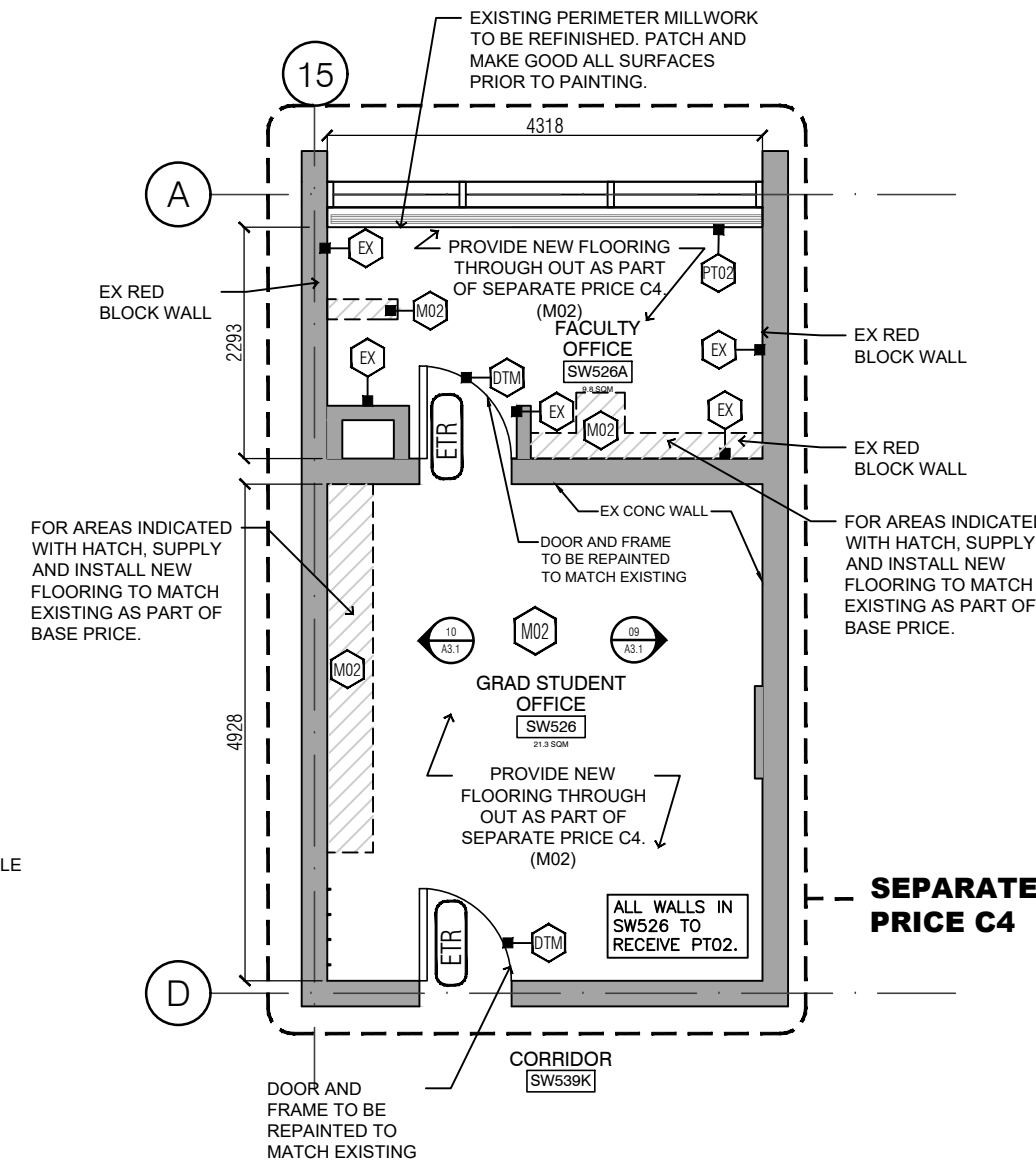 EXISTING PERIMETER MILLWORK
TO BE REFINISHED. PATCH AND
MAKE GOOD ALL SURFACES
PRIOR TO PAINTING.
15
4318
A
EX
PROVIDE NEW FLOORING
THROUGH OUT AS PART
OF SEPARATE PRICE C4.
(M02)
PT02
EX RED
BLOCK WALL
M02
2293
FACULTY
OFFICE
SW526A
9.8 SQM
EX
EX RED
BLOCK WALL
EX
DTM
EX
EX
M02
ETR
EX RED
BLOCK WALL
EX CONC WALL
FOR AREAS INDICATED
WITH HATCH, SUPPLY
AND INSTALL NEW
FLOORING TO MATCH
EXISTING AS PART OF
BASE PRICE.
DOOR AND FRAME
TO BE REPAINTED
TO MATCH EXISTING
FOR AREAS INDICATED
WITH HATCH, SUPPLY
AND INSTALL NEW
FLOORING TO MATCH
EXISTING AS PART OF
BASE PRICE.
10
A3.1
M02
09
A3.1
M02
GRAD STUDENT
OFFICE
SW526
21.3 SQM
4928
PROVIDE NEW
FLOORING THROUGH
OUT AS PART OF
SEPARATE PRICE C4.
(M02)
LE
SEPARATE
PRICE C4
ALL WALLS IN
SW526 TO
RECEIVE PT02.
ETR
DTM
D
CORRIDOR
SW539K
DOOR AND
FRAME TO BE
REPAINTED TO
MATCH EXISTING